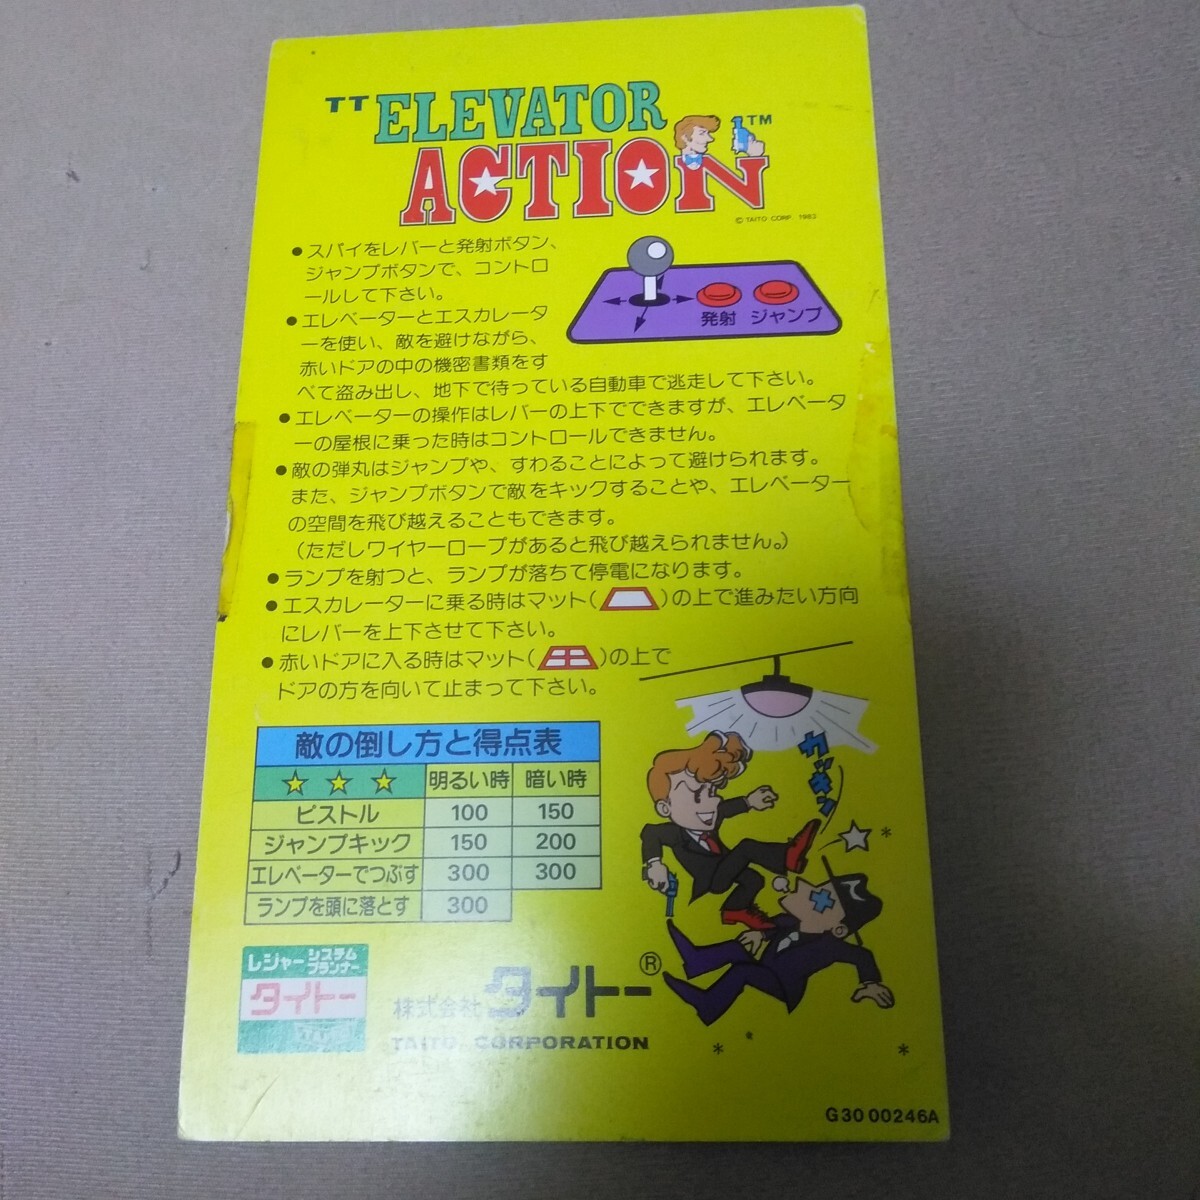 TT ELEVATOR
ACTION TM
© TAITO CORP. 1983
●スパイをレバーと発射ボタン、
ジャンプボタンで、コントロ
ールして下さい。
発射 ジャンプ
●エレベーターとエスカレータ
ーを使い、敵を避けながら、
赤いドアの中の機密書類をす
べて盗み出し、地下で待っている自動車で逃走して下さい。
●エレベーターの操作はレバーの上下でできますが、エレベータ
ーの屋根に乗った時はコントロールできません。
●敵の弾丸はジャンプや、すわることによって避けられます。
また、ジャンプボタンで敵をキックすることや、エレベーター
の空間を飛び越えることもできます。
(ただしワイヤーロープがあると飛び越えられません。)
●ランプを射つと、ランプが落ちて停電になります。
●エスカレーターに乗る時はマット( )の上で進みたい方向
にレバーを上下させて下さい。
●赤いドアに入る時はマット( )の上で
ドアの方を向いて止まって下さい。
カッキン
敵の倒し方と得点表
☆ ☆ ☆ 明るい時 暗い時
ピストル 100 150
ジャンプキック 150 200
エレベーターでつぶす 300 300
ランプを頭に落とす 300
レジャーシステムプランナー
タイトー
株式会社 タイトー®
TAITO CORPORATION
G30 00246A